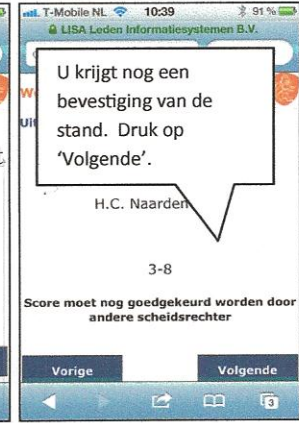 T-Mobile NL 10:39 91 %
LISA Leden Informatiesystemen B.V.
U krijgt nog een
bevestiging van de
stand. Druk op
'Volgende'.
H.C. Naarden
3-8
Score moet nog goedgekeurd worden door
andere scheidsrechter
Vorige Volgende
3